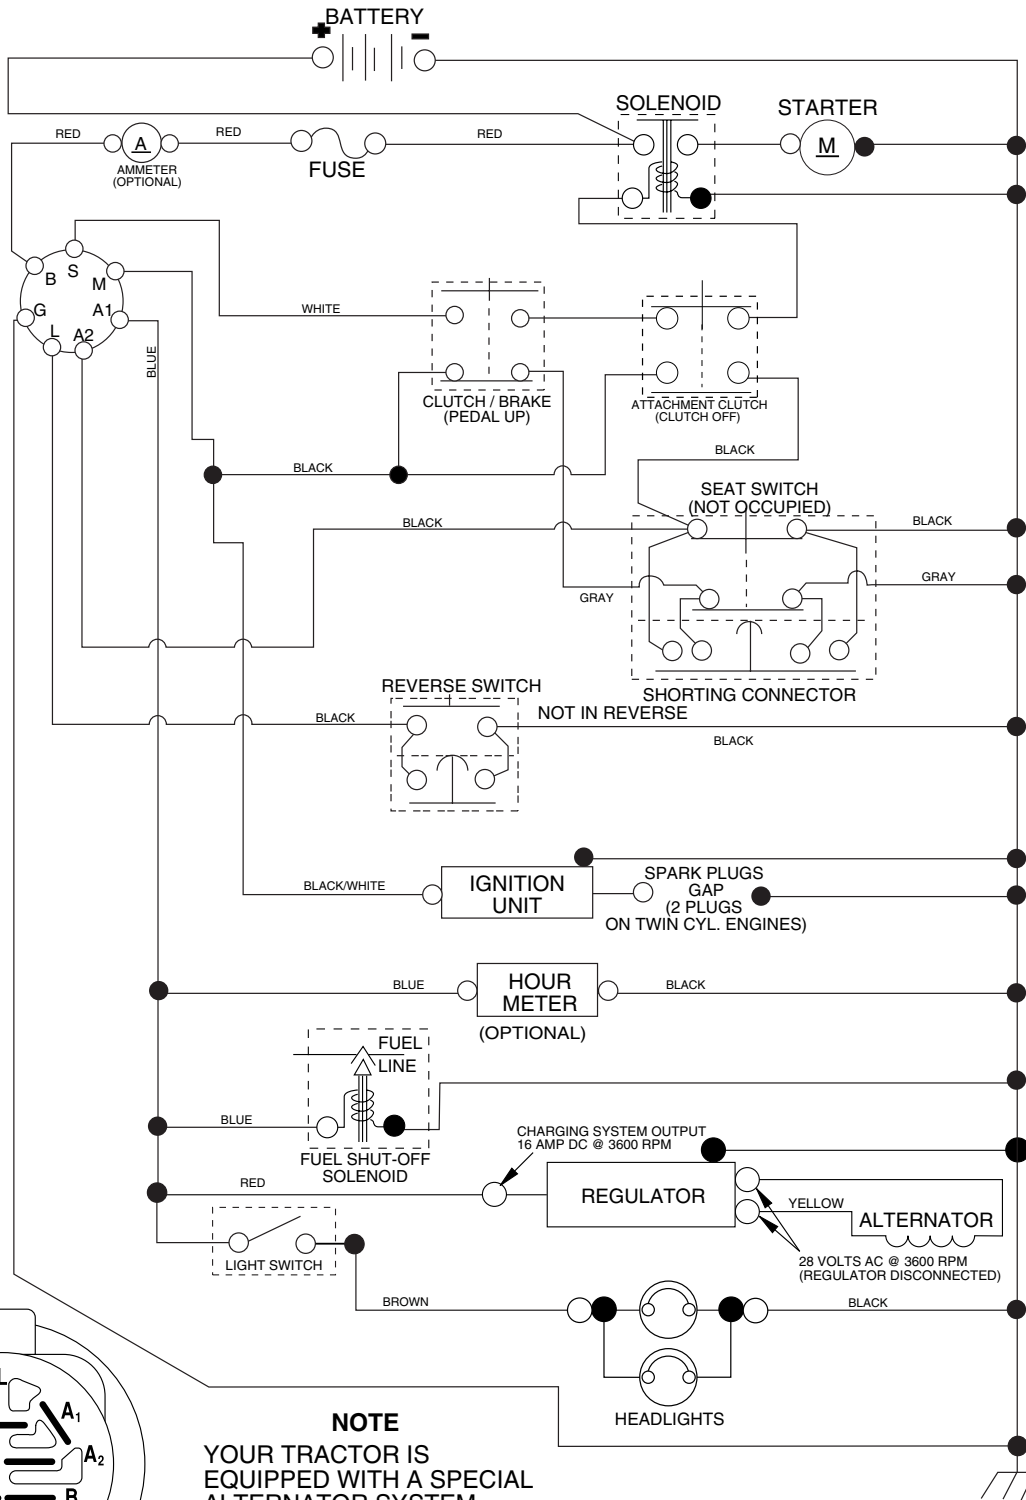 BATTERY
SOLENOID
STARTER
RED
A
RED
FUSE
RED
M
AMMETER
(OPTIONAL)
B
S
M
G
A1
L
A2
BLUE
WHITE
CLUTCH / BRAKE
(PEDAL UP)
ATTACHMENT CLUTCH
(CLUTCH OFF)
BLACK
BLACK
SEAT SWITCH
(NOT OCCUPIED)
BLACK
BLACK
GRAY
GRAY
SHORTING CONNECTOR
REVERSE SWITCH
NOT IN REVERSE
BLACK
BLACK
BLACK/WHITE
IGNITION
UNIT
SPARK PLUGS
GAP
(2 PLUGS
ON TWIN CYL. ENGINES)
BLUE
HOUR
METER
BLACK
(OPTIONAL)
FUEL
LINE
BLUE
FUEL SHUT-OFF
SOLENOID
CHARGING SYSTEM OUTPUT
16 AMP DC @ 3600 RPM
RED
REGULATOR
YELLOW
ALTERNATOR
28 VOLTS AC @ 3600 RPM
(REGULATOR DISCONNECTED)
LIGHT SWITCH
BROWN
BLACK
HEADLIGHTS
A1
A2
B
NOTE
YOUR TRACTOR IS
EQUIPPED WITH A SPECIAL
ALTERNATOR SYSTEM